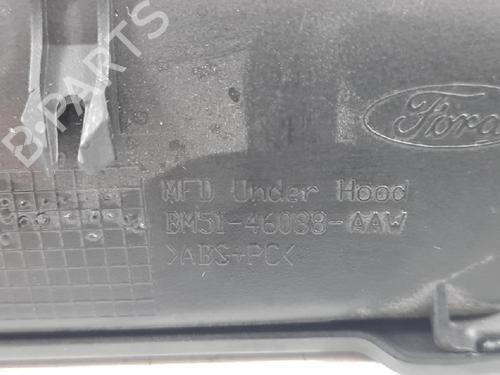 B-PARTS
Ford
MFD Under Hood
BM51-46088-AAW
>ABS+PC<